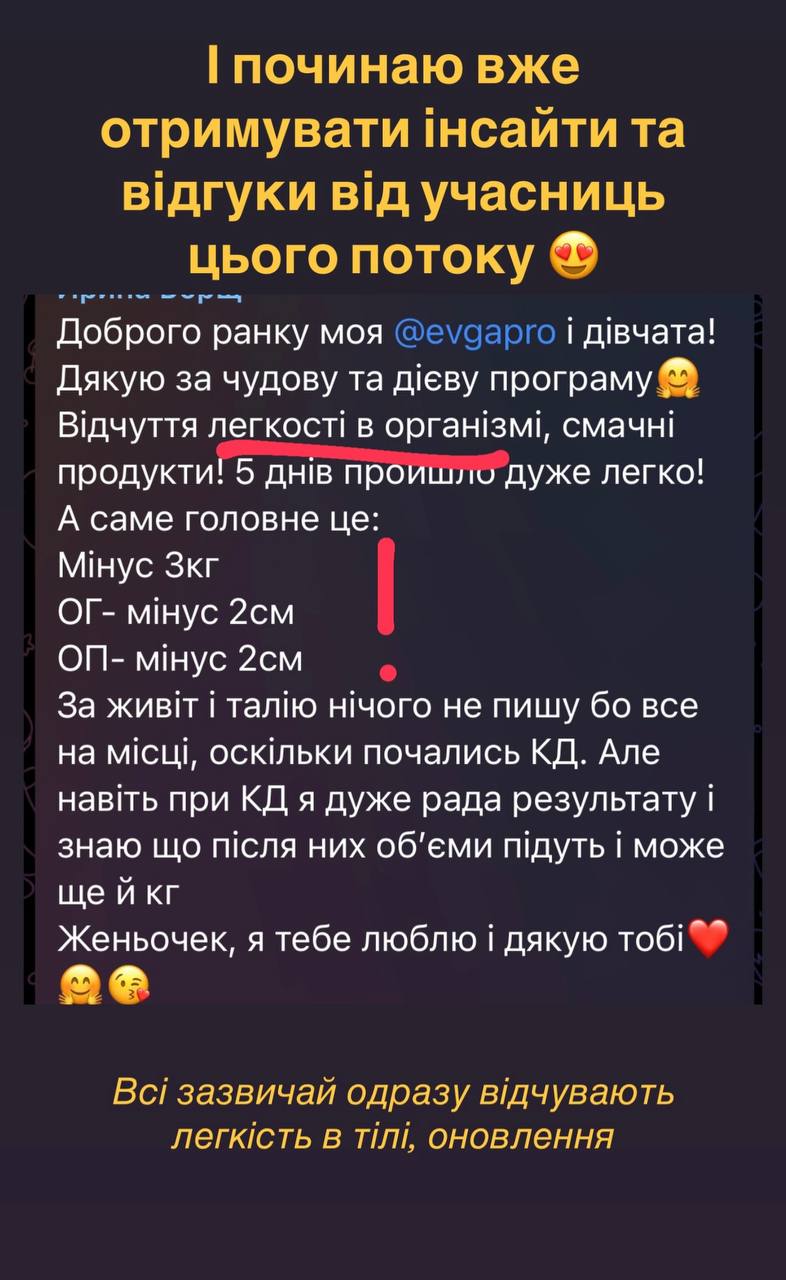 І починаю вже
отримувати інсайти та
відгуки від учасниць
цього потоку 😍
Ирина Борщ
Доброго ранку моя @evgapro і дівчата!
Дякую за чудову та дієву програму🤗
Відчуття легкості в організмі, смачні
продукти! 5 днів пройшло дуже легко!
А саме головне це:
Мінус 3кг
ОГ- мінус 2см
ОП- мінус 2см
За живіт і талію нічого не пишу бо все
на місці, оскільки почались КД. Але
навіть при КД я дуже рада результату і
знаю що після них об’єми підуть і може
ще й кг
Женьочек, я тебе люблю і дякую тобі❤️
🤗😘
Всі зазвичай одразу відчувають
легкість в тілі, оновлення